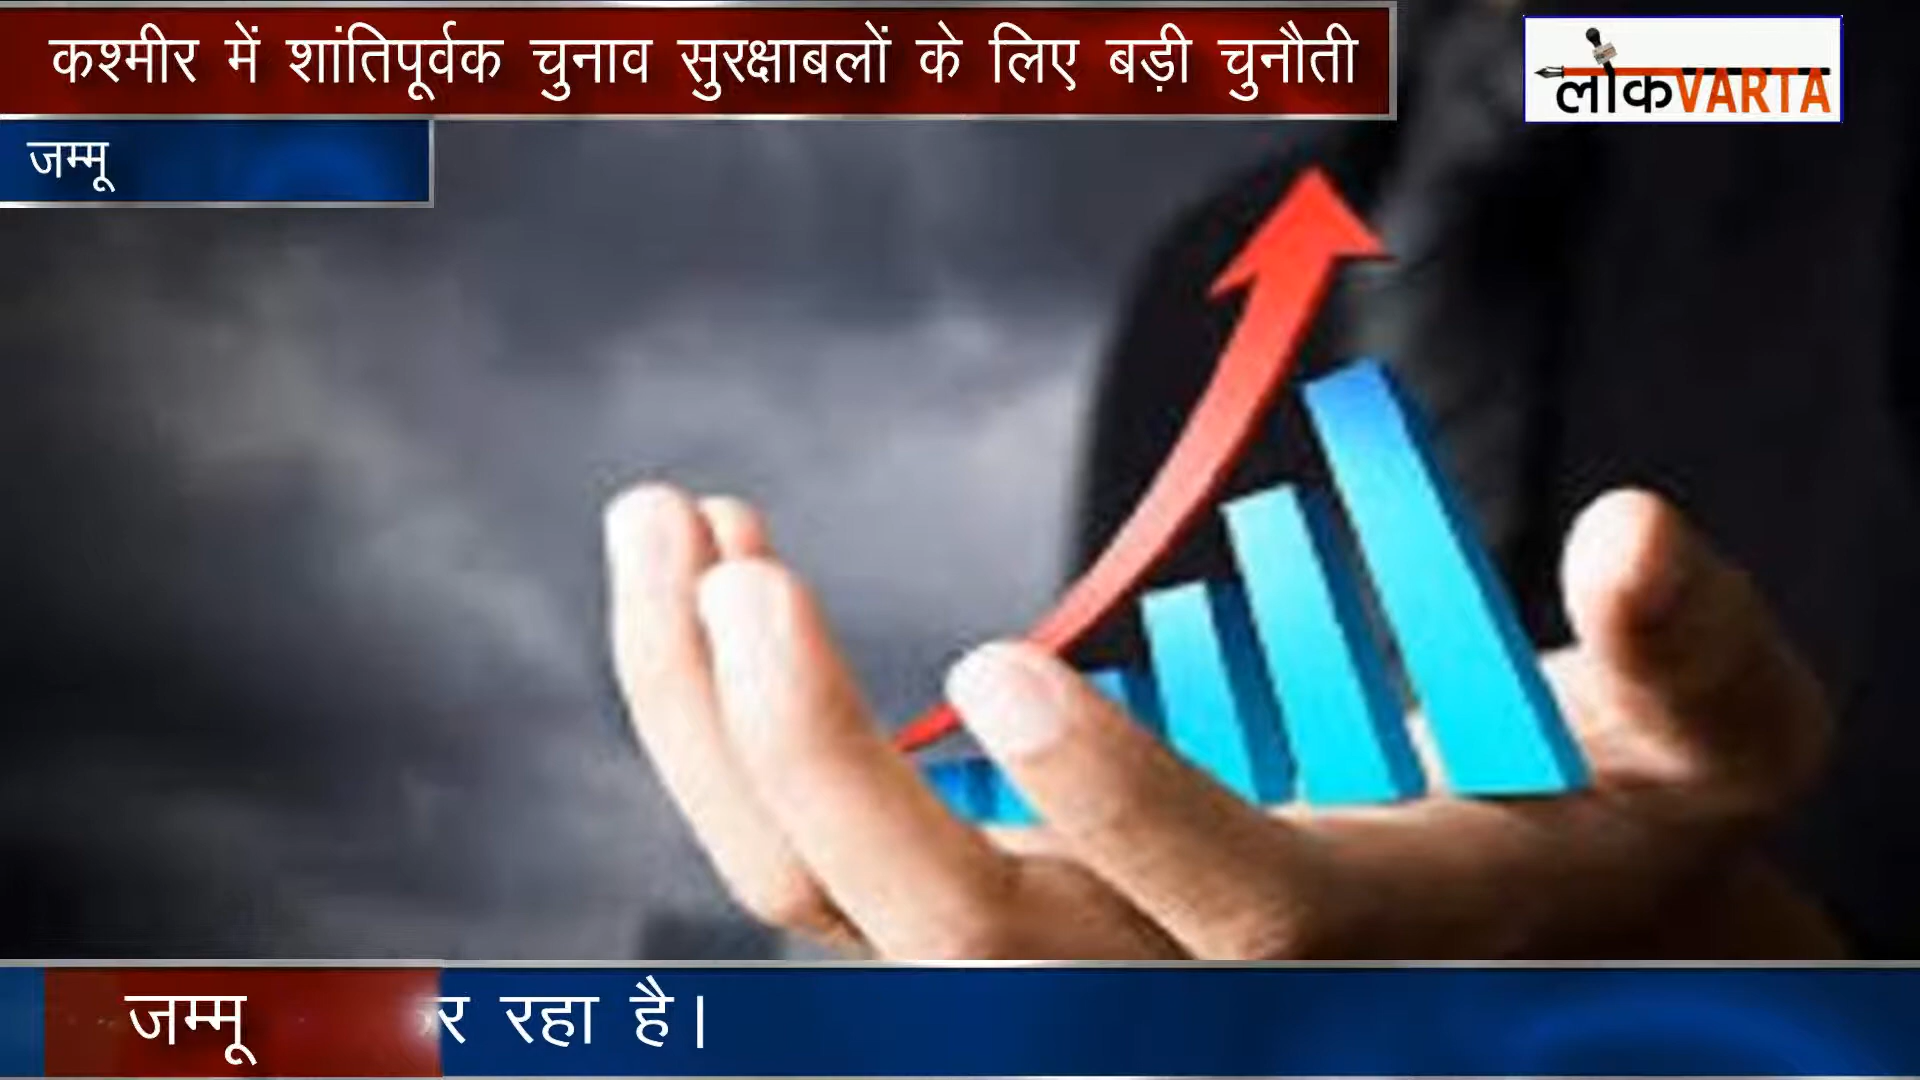 कश्मीर में शांतिपूर्वक चुनाव सुरक्षाबलों के लिए बड़ी चुनौती
लोकVARTA
जम्मू
जम्मू
रहा है।